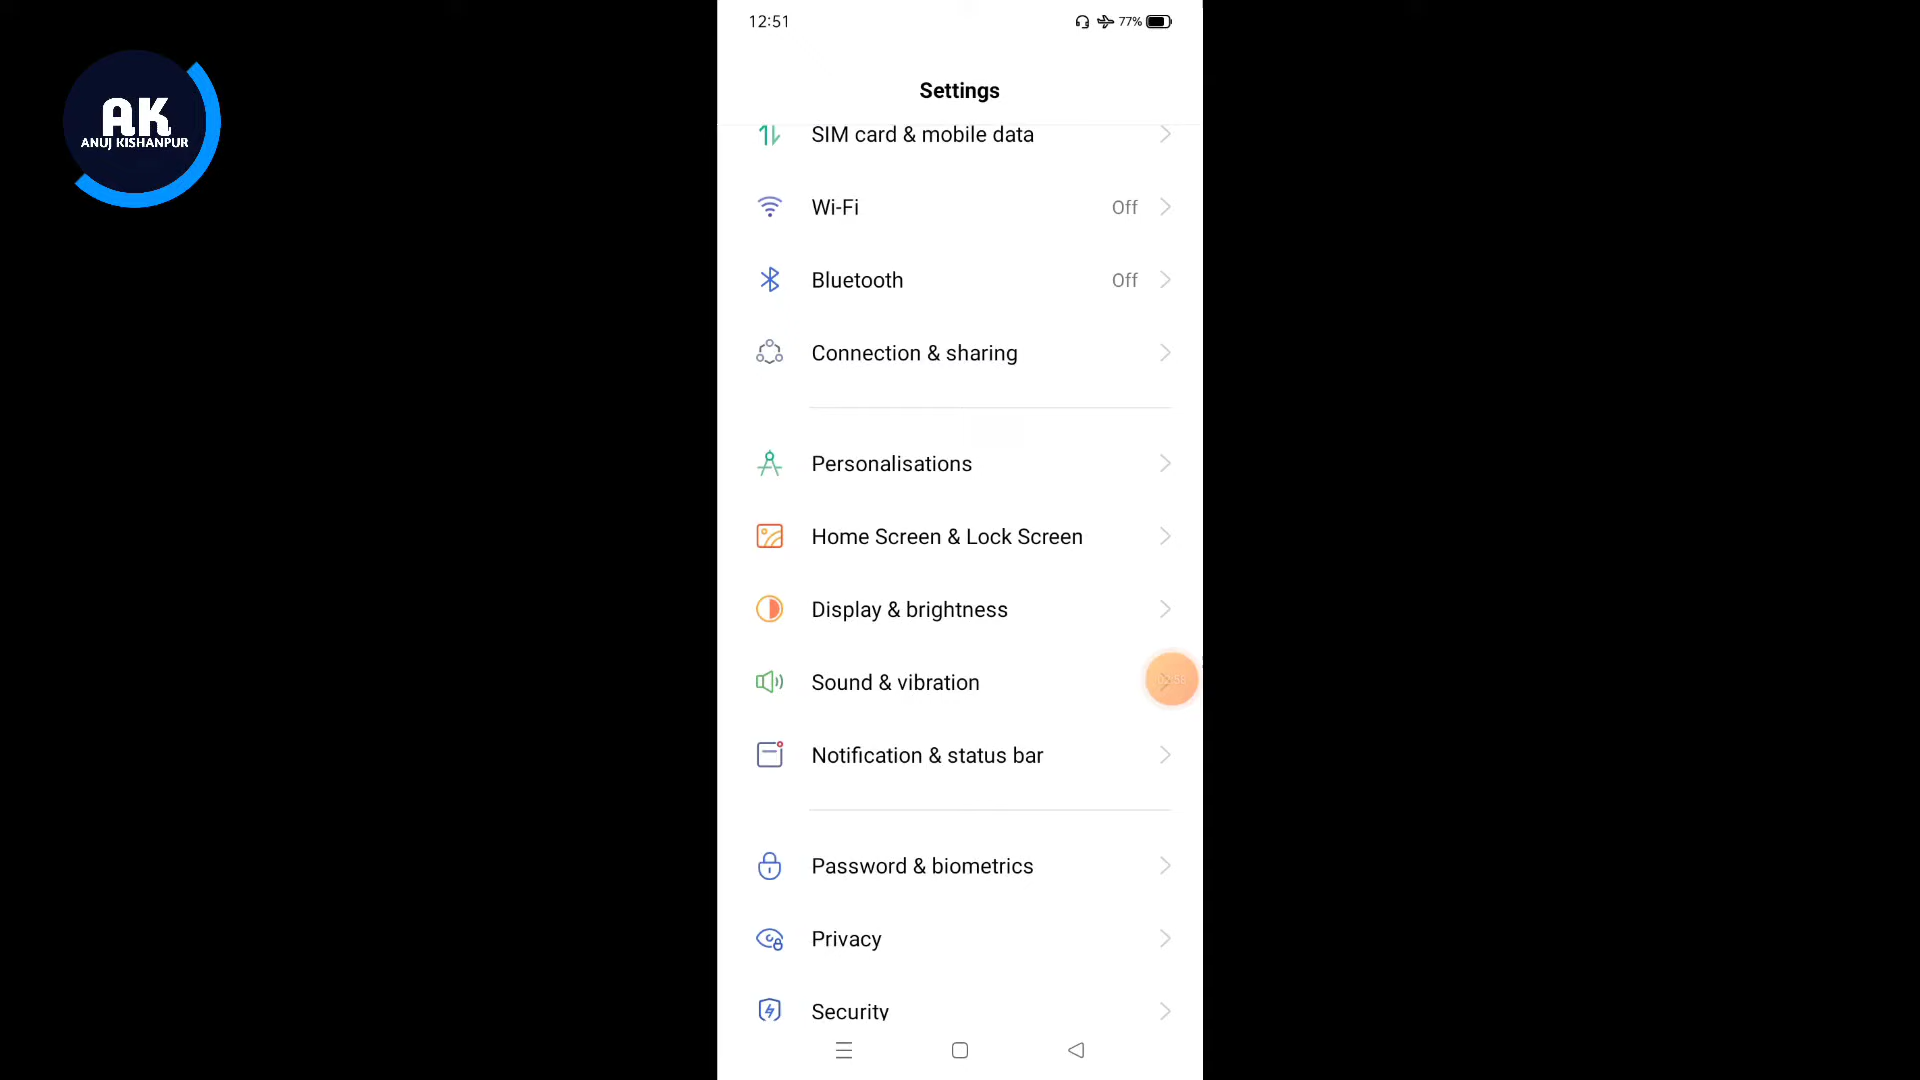 12:51
77%
AK
ANUJ KISHANPUR
Settings
SIM card & mobile data
Wi-Fi
Off
Bluetooth
Off
Connection & sharing
Personalisations
Home Screen & Lock Screen
Display & brightness
Sound & vibration
Notification & status bar
Password & biometrics
Privacy
Security